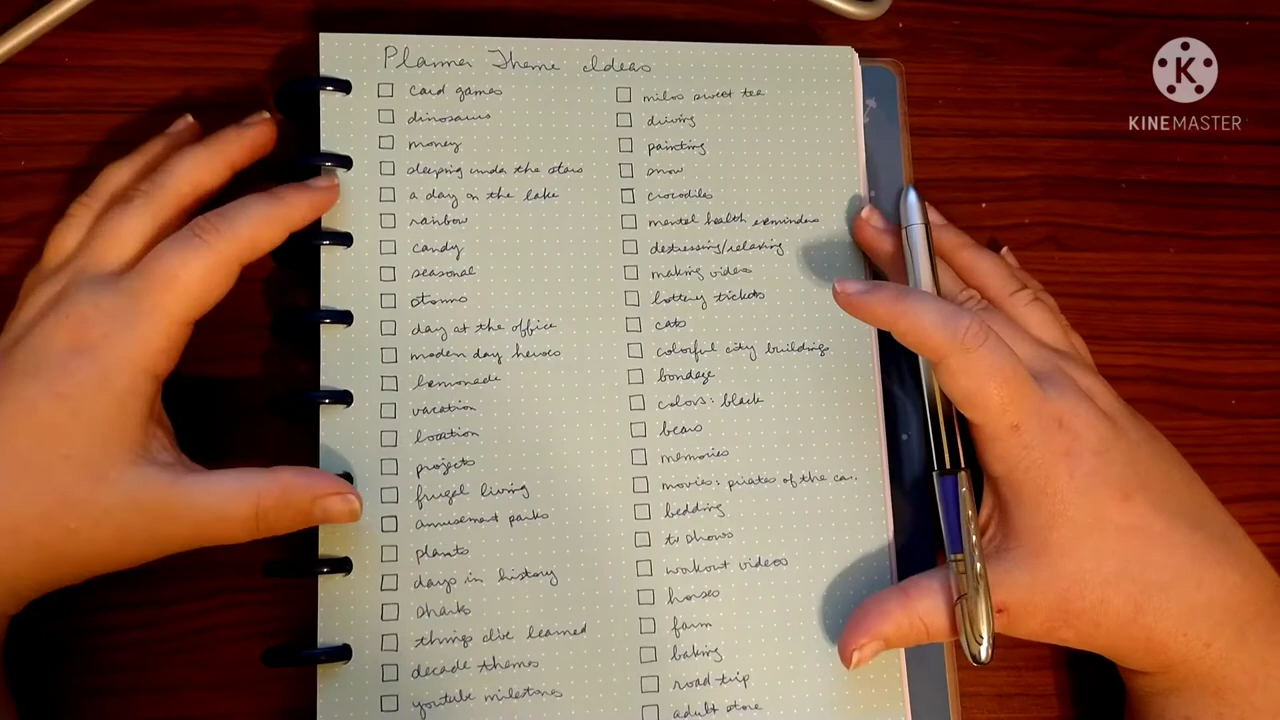 Planner Theme Ideas
card games
dinosaurs
money
sleeping under the stars
a day on the lake
rainbow
candy
seasonal
storms
day at the office
modern day heroes
lemonade
vacation
location
projects
frugel living
amusement parks
plants
days in history
sharks
things I've learned
decade themes
youtube milestones
milos sweet tea
driving
painting
snow
crocodiles
mental health reminders
destressing/relaxing
making videos
lottery tickets
cats
colorful city buildings
bondage
colors: black
bears
memories
movies: pirates of the car.
bedding
tv shows
workout videos
horses
farm
baking
road trip
adult store
K
KINEMASTER